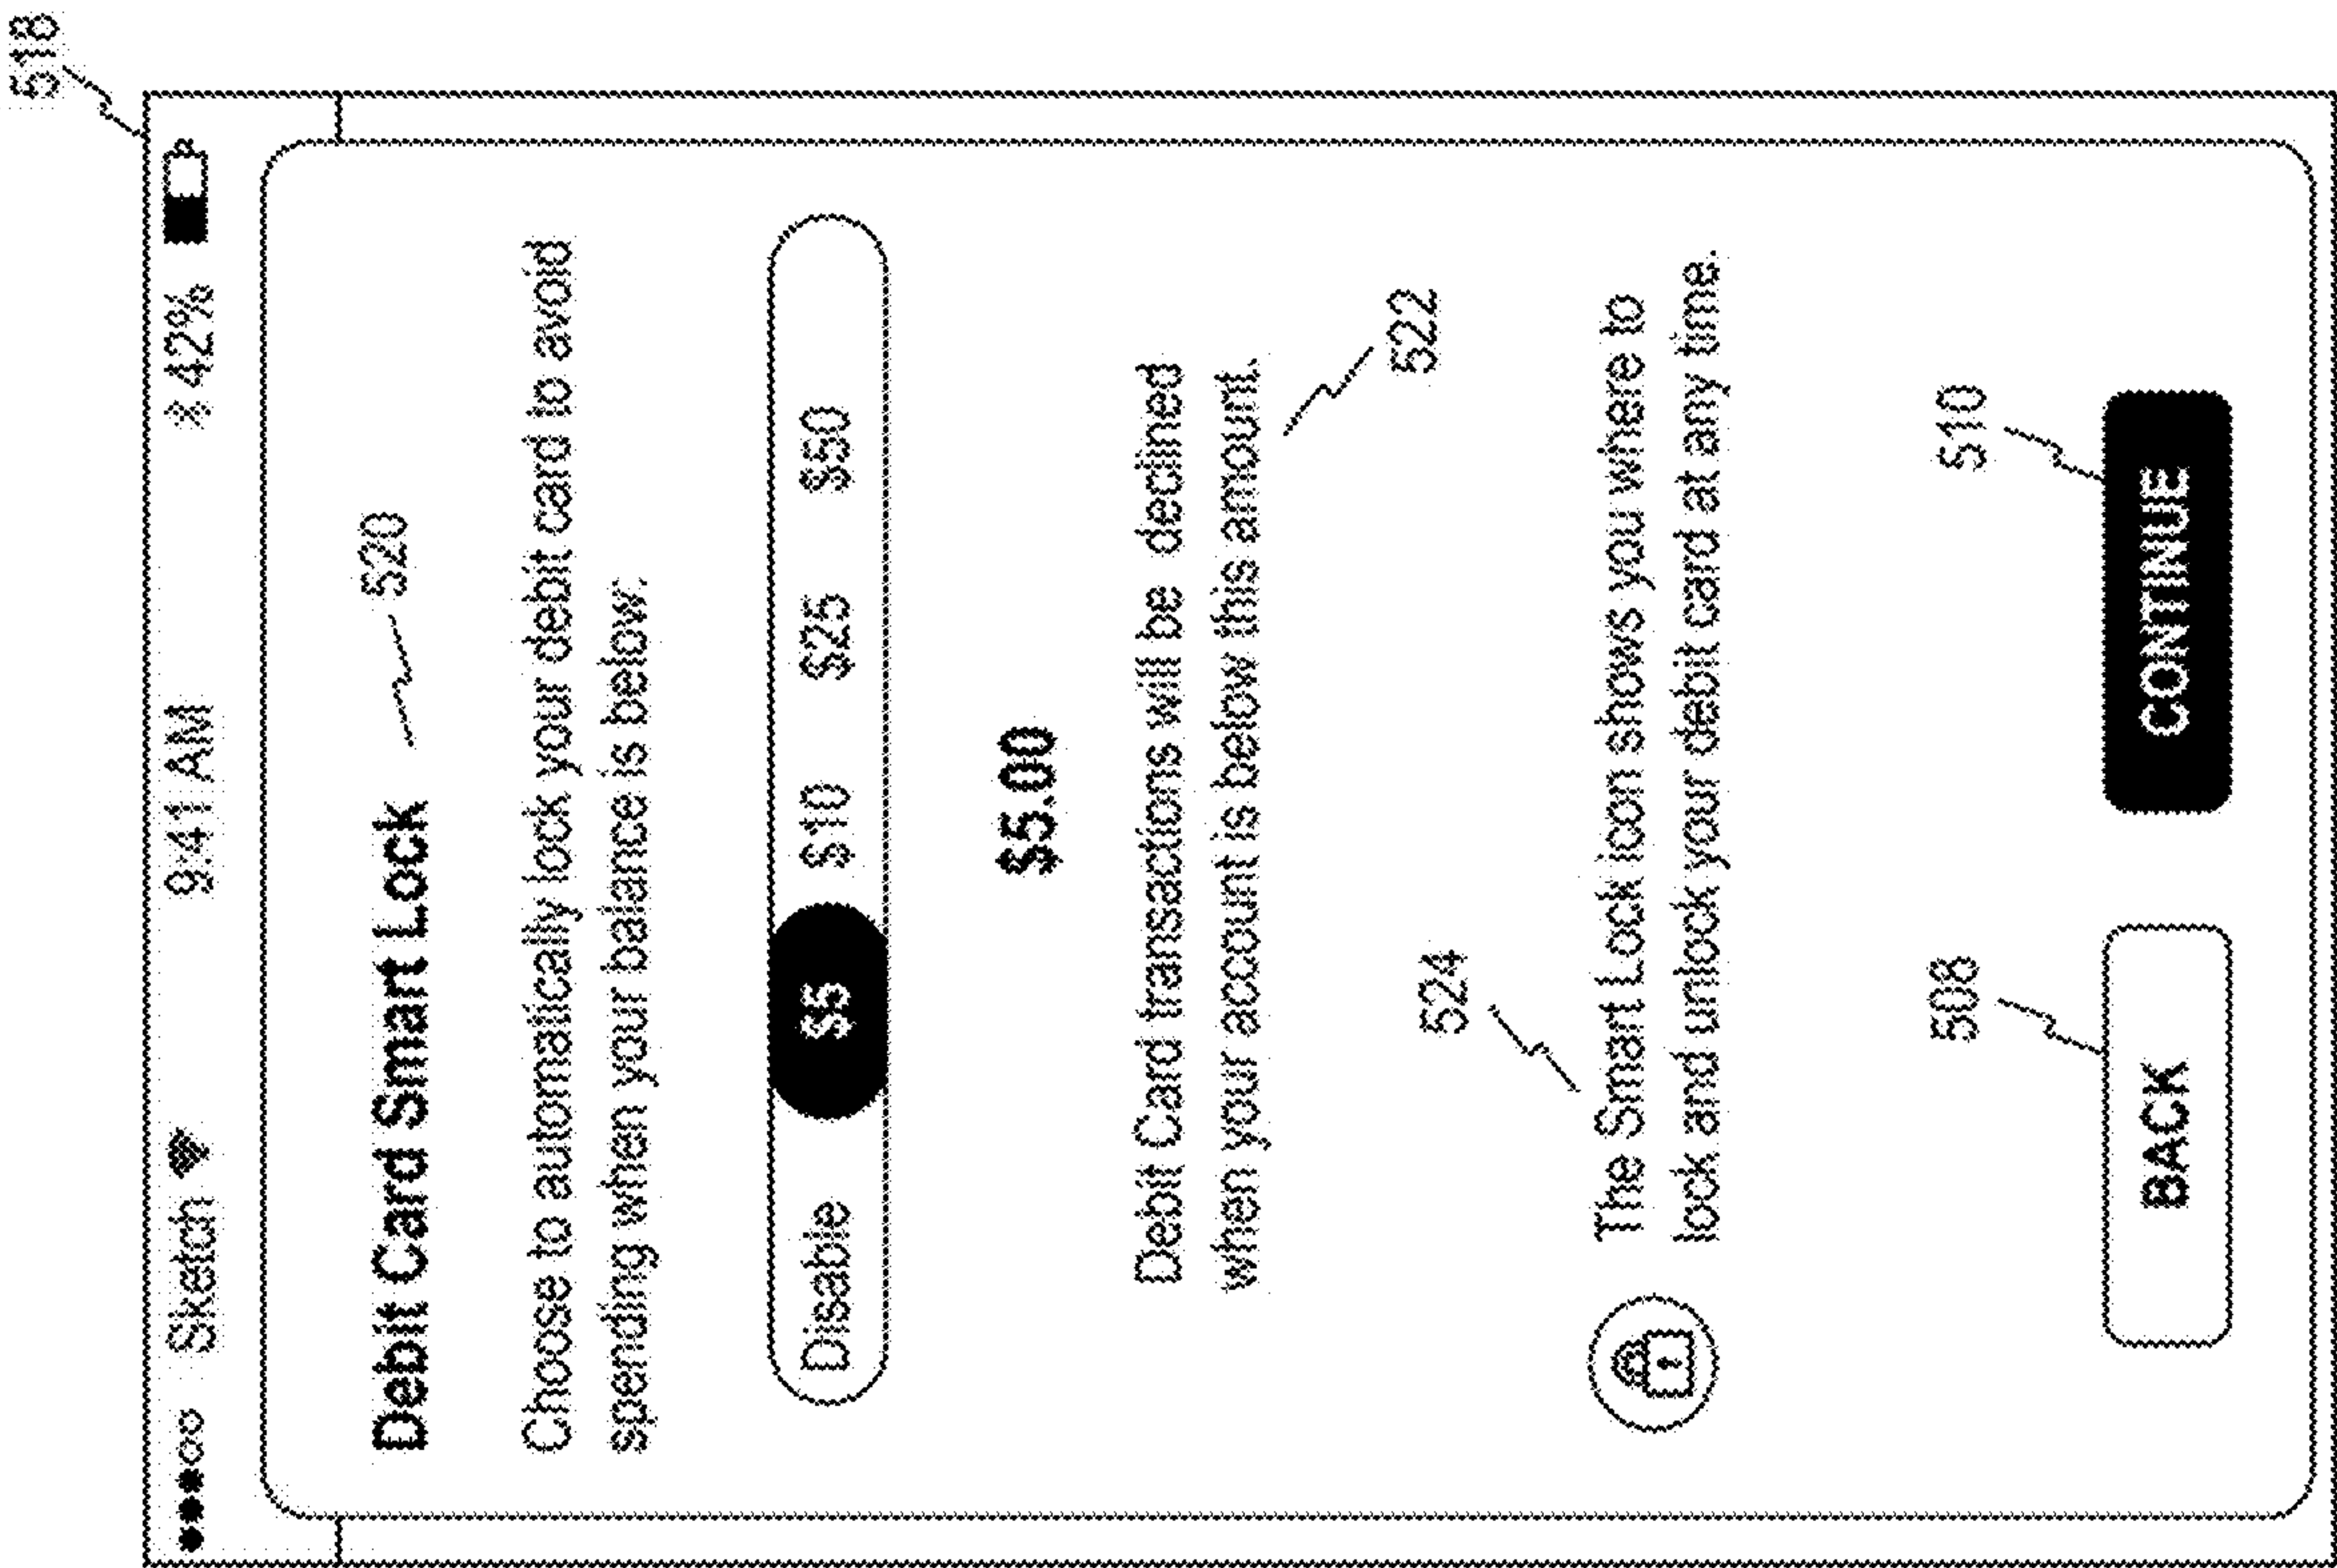 518
Sketch 9:41 AM 42%
Debit Card Smart Lock 520
Choose to automatically lock your debit card to avoid
spending when your balance is below:
Disable $5 $10 $25 $50
$5.00
Debit Card transactions will be declined
when your account is below this amount.
522
524
The Smart Lock icon shows you where to
lock and unlock your debit card at any time.
508 510
BACK CONTINUE